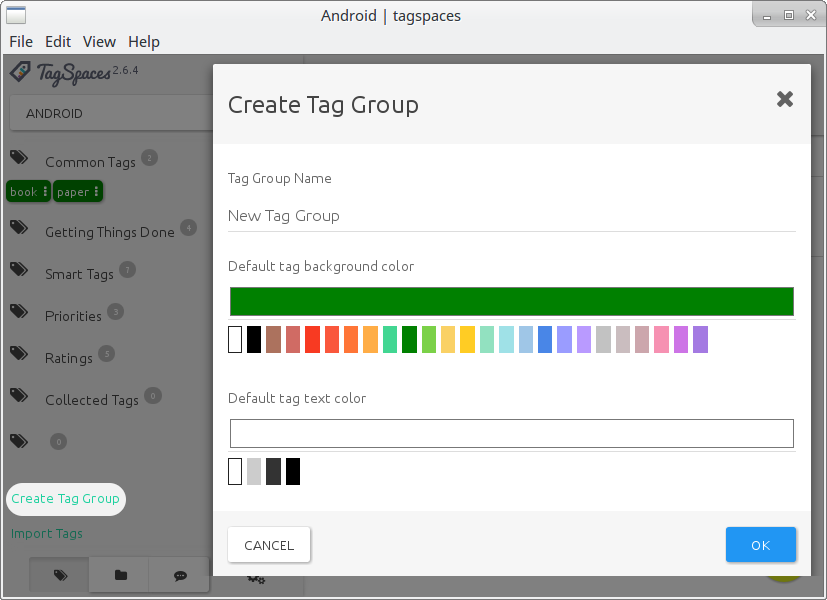 Android | tagspaces
File Edit View Help
TagSpaces 2.6.4
ANDROID
Common Tags 2
book paper
Getting Things Done 4
Smart Tags 7
Priorities 3
Ratings 5
Collected Tags 0
0
Create Tag Group
Import Tags
Create Tag Group
Tag Group Name
New Tag Group
Default tag background color
Default tag text color
CANCEL OK